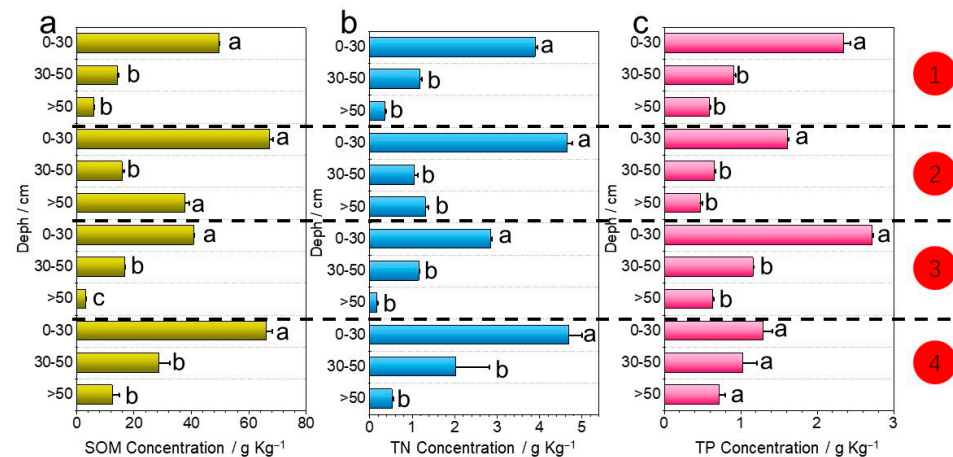 a b c
0-30 a 0-30 a 0-30 a 1
30-50 b 30-50 b 30-50 b
>50 b >50 b >50 b
0-30 a 0-30 a 0-30 a 2
30-50 b 30-50 b 30-50 b
>50 a >50 b >50 b
0-30 a 0-30 a 0-30 a 3
30-50 b 30-50 b 30-50 b
>50 c >50 b >50 b
0-30 a 0-30 a 0-30 a 4
30-50 b 30-50 b 30-50 a
>50 b >50 b >50 a
Deph / cm Deph / cm Deph / cm
0 20 40 60 80 0 1 2 3 4 5 0 1 2 3
SOM Concentration / g Kg⁻¹ TN Concentration / g Kg⁻¹ TP Concentration / g Kg⁻¹